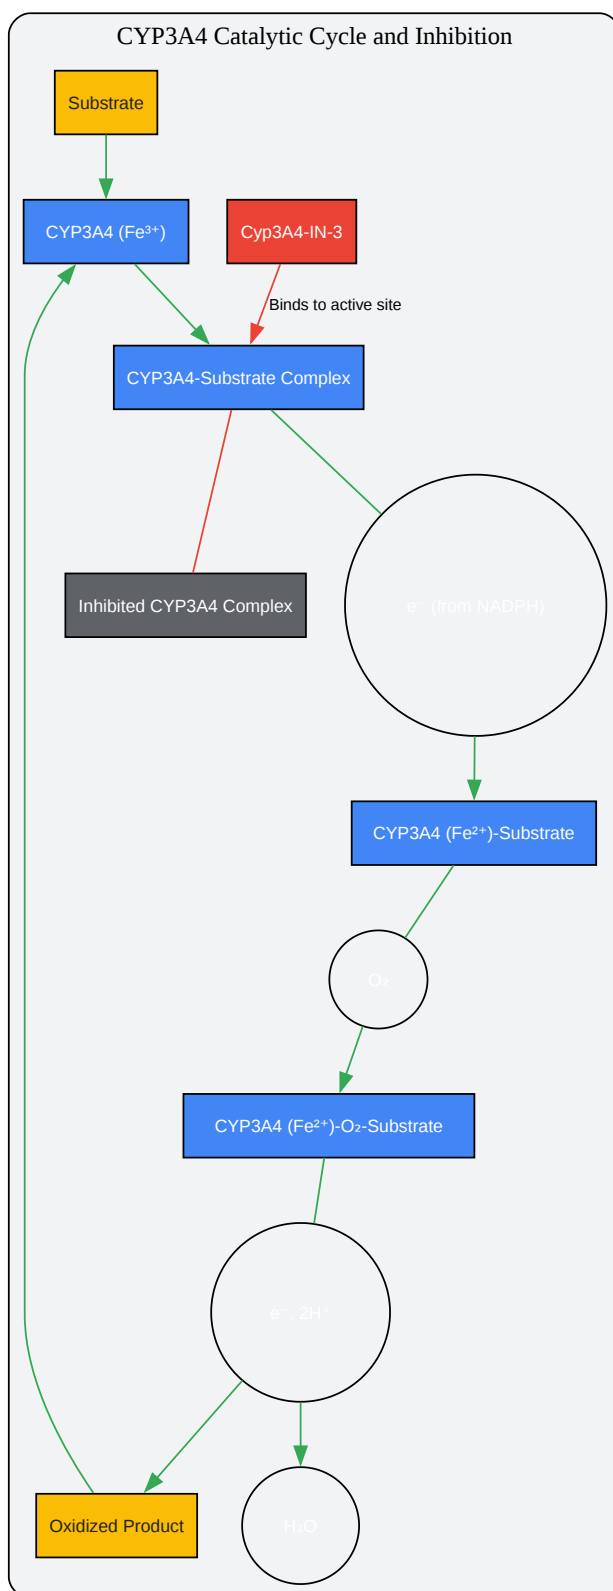 CYP3A4 Catalytic Cycle and Inhibition
Substrate
CYP3A4 (Fe³⁺)
Cyp3A4-IN-3
Binds to active site
CYP3A4-Substrate Complex
Inhibited CYP3A4 Complex
e⁻ (from NADPH)
CYP3A4 (Fe²⁺)-Substrate
O₂
CYP3A4 (Fe²⁺)-O₂-Substrate
e⁻, 2H⁺
Oxidized Product
H₂O